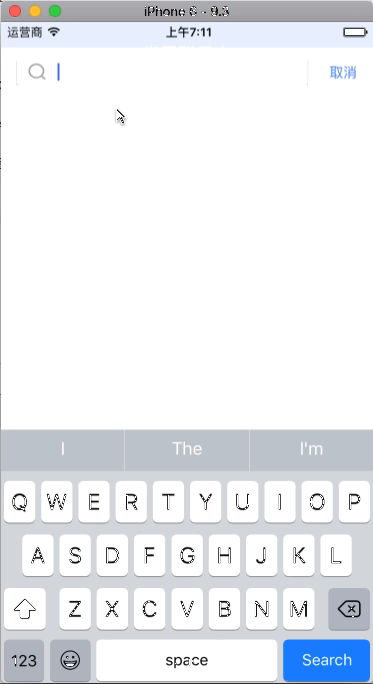 iPhone 6 - 9.3
运营商
上午7:11
取消
I The I'm
Q W E R T Y U I O P
A S D F G H J K L
Z X C V B N M
123 space Search